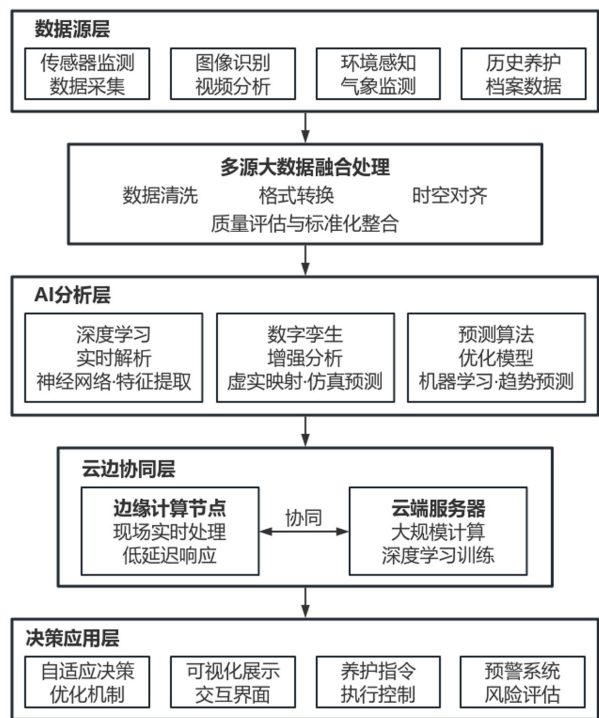 数据源层
传感器监测 图像识别 环境感知 历史养护
数据采集 视频分析 气象监测 档案数据
多源大数据融合处理
数据清洗 格式转换 时空对齐
质量评估与标准化整合
AI分析层
深度学习 数字孪生 预测算法
实时解析 增强分析 优化模型
神经网络·特征提取 虚实映射·仿真预测 机器学习·趋势预测
云边协同层
边缘计算节点 协同 云端服务器
现场实时处理 大规模计算
低延迟响应 深度学习训练
决策应用层
自适应决策 可视化展示 养护指令 预警系统
优化机制 交互界面 执行控制 风险评估